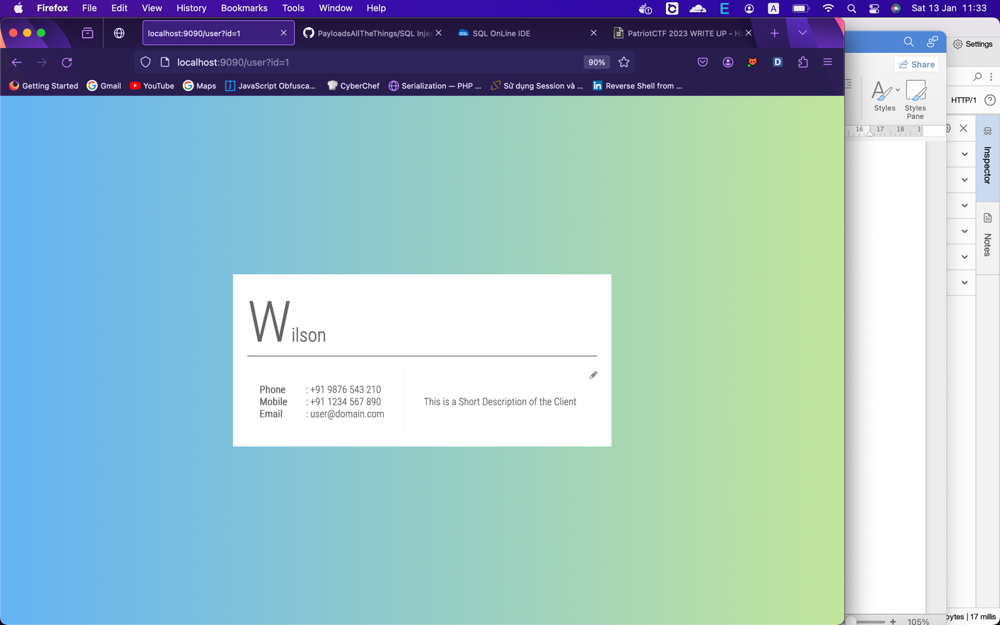 Firefox File Edit View History Bookmarks Tools Window Help
A Sat 13 Jan 11:33
localhost:9090/user?id=1
PayloadsAllTheThings/SQL Injec
SQL OnLine IDE
PatriotCTF 2023 WRITE UP - Ha
Settings
localhost:9090/user?id=1
90%
Share
Getting Started
Gmail
YouTube
Maps
JavaScript Obfusca...
CyberChef
Serialization — PHP ...
Sử dụng Session và ...
Reverse Shell from ...
Styles
Styles
Pane
HTTP/1
16 17 18
Inspector
Notes
Wilson
Phone : +91 9876 543 210
Mobile : +91 1234 567 890
Email : user@domain.com
This is a Short Description of the Client
105%
bytes | 17 millis